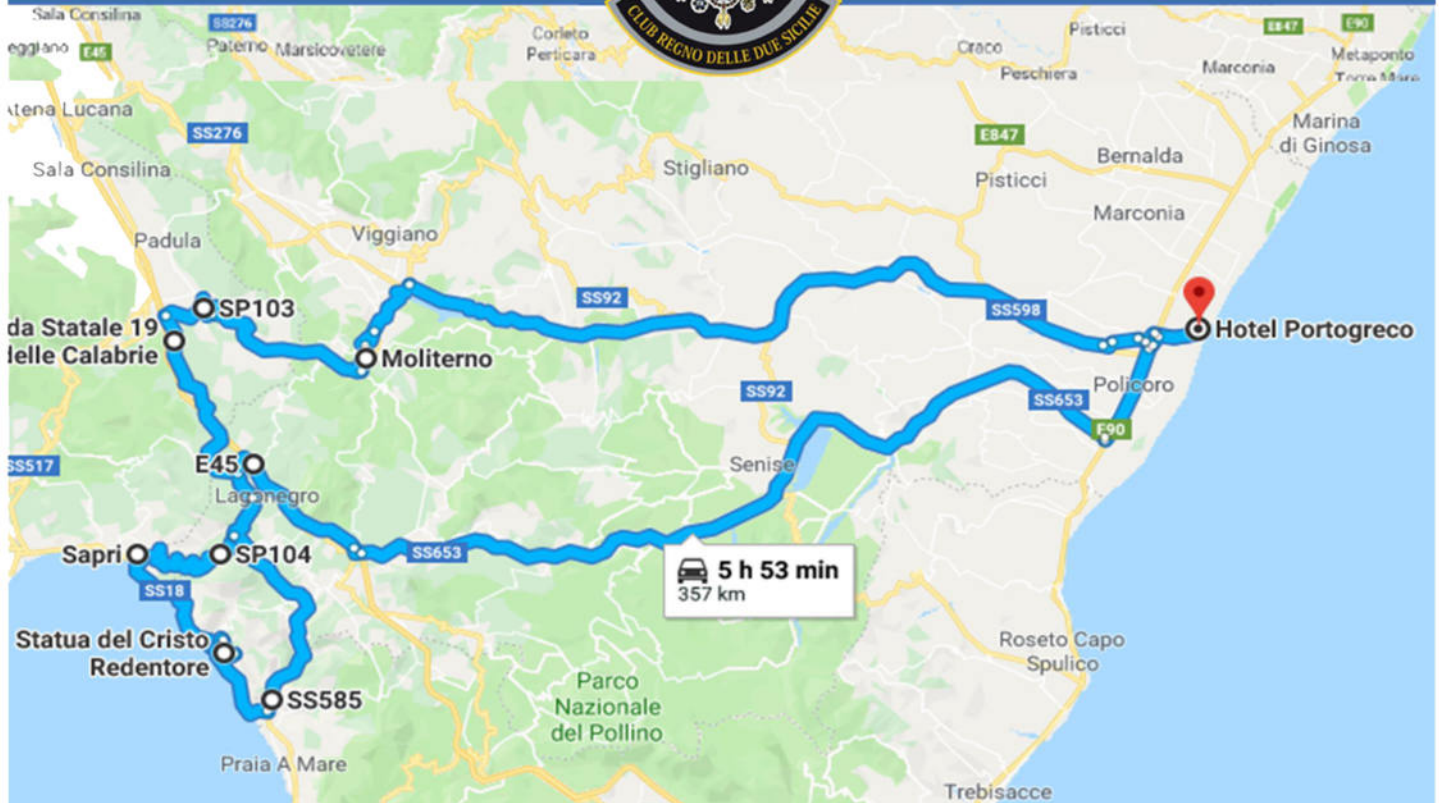 Sala Consilina
SS276
eggiano
E45
Paterno
Marsicovetere
Corleto
Perticara
CLUB REGNO DELLE DUE SICILIE
Craco
Peschiera
Pisticci
E847
E90
Marconia
Metaponto
Torre Mare
Atena Lucana
SS276
Sala Consilina
Stigliano
E847
Pisticci
Bernalda
Marconia
Marina
di Ginosa
Padula
Viggiano
SP103
SS92
SS598
da Statale 19
delle Calabrie
Moliterno
Hotel Portogreco
SS92
Policoro
SS653
E90
SS517
E45
Lagonegro
Senise
Sapri
SP104
SS653
SS18
5 h 53 min
357 km
Statua del Cristo
Redentore
SS585
Roseto Capo
Spulico
Parco
Nazionale
del Pollino
Praia A Mare
Trebisacce